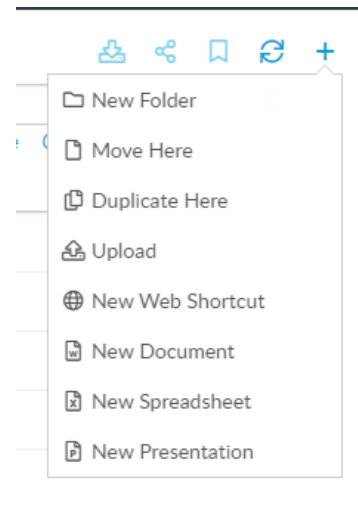 New Folder
Move Here
Duplicate Here
Upload
New Web Shortcut
New Document
New Spreadsheet
New Presentation